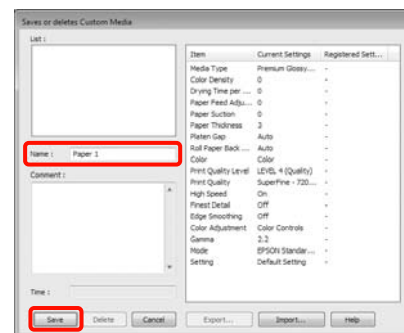 Saves or deletes Custom Media
List :
Name : Paper 1
Comment :
Time :
Item Current Settings Registered Sett...
Media Type Premium Glossy... -
Color Density 0 -
Drying Time per ... 0 -
Paper Feed Adju... 0 -
Paper Suction 0 -
Paper Thickness 3 -
Platen Gap Auto -
Roll Paper Back ... Auto -
Color Color -
Print Quality Level LEVEL 4 (Quality) -
Print Quality SuperFine - 720... -
High Speed On -
Finest Detail Off -
Edge Smoothing Off -
Color Adjustment Color Controls -
Gamma 2.2 -
Mode EPSON Standar... -
Setting Default Setting -
Save Delete Cancel Export... Import... Help